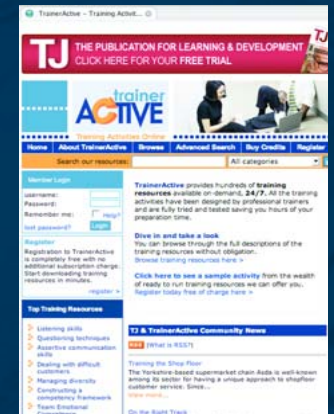 TrainerActive - Training Activit...
TJ THE PUBLICATION FOR LEARNING & DEVELOPMENT
CLICK HERE FOR YOUR FREE TRIAL
trainer
ACTIVE
Training Activities Online
Home About TrainerActive Browse Advanced Search Buy Credits Register
Search our resources: All categories
Member Login
username:
Password:
Remember me: Help?
lost password? Login
Register
Registration to TrainerActive
is completely free with no
additional subscription charge.
Start downloading training
resources in minutes.
register »
Top Training Resources
Listening skills
Questioning techniques
Assertive communication
skills
Dealing with difficult
customers
Managing diversity
Constructing a
competency framework
Team Emotional
TrainerActive provides hundreds of training
resources available on-demand, 24/7. All the training
activities have been designed by professional trainers
and are fully tried and tested saving you hours of your
preparation time.
Dive in and take a look
You can browse through the full descriptions of the
training resources without obligation.
Browse training resources here »
Click here to see a sample activity from the wealth
of ready to run training resources we can offer you.
Register today free of charge here »
TJ & TrainerActive Community News
RSS [What is RSS?]
Training the Shop Floor
The Yorkshire-based supermarket chain Asda is well-known
among its sector for having a unique approach to shopfloor
customer service. Since...
View more...
On the Right Track